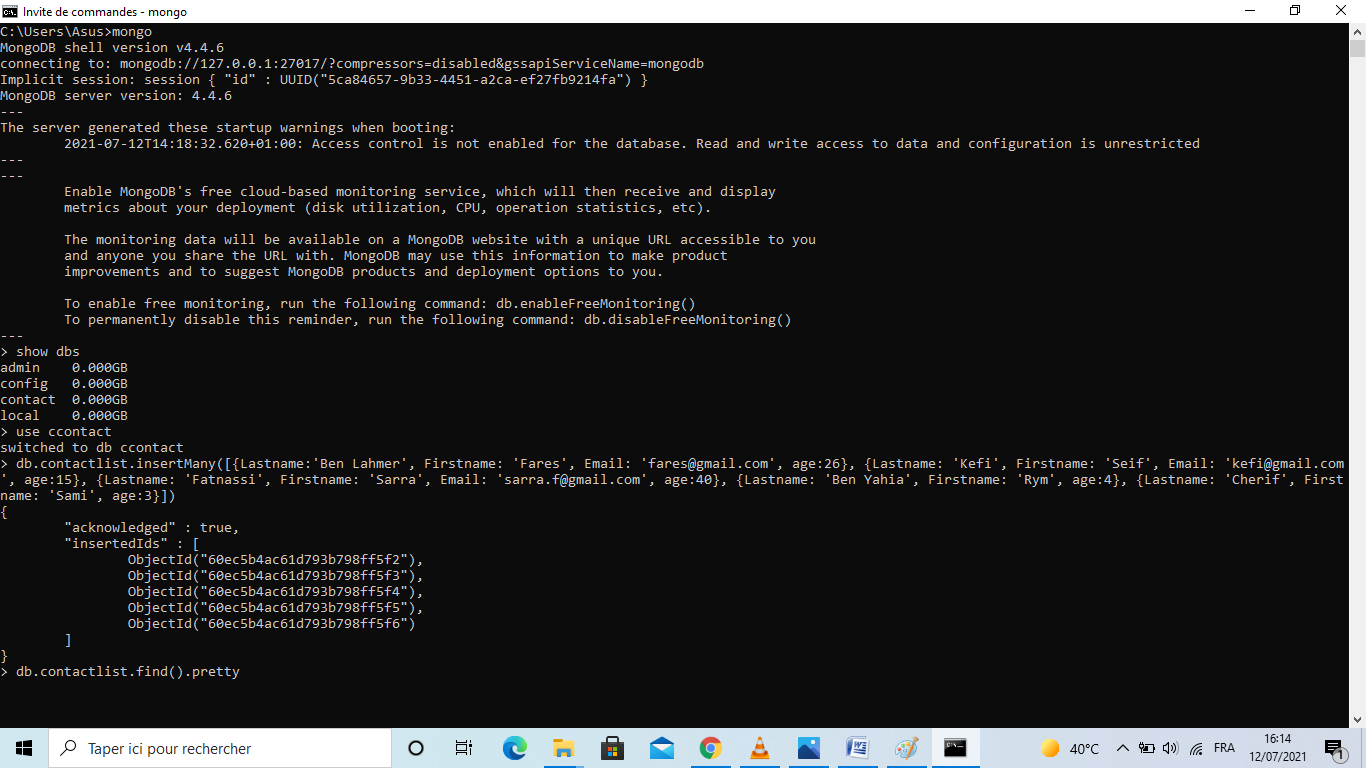 Invite de commandes - mongo
C:\Users\Asus>mongo
MongoDB shell version v4.4.6
connecting to: mongodb://127.0.0.1:27017/?compressors=disabled&gssapiServiceName=mongodb
Implicit session: session { "id" : UUID("5ca84657-9b33-4451-a2ca-ef27fb9214fa") }
MongoDB server version: 4.4.6
---
The server generated these startup warnings when booting:
        2021-07-12T14:18:32.620+01:00: Access control is not enabled for the database. Read and write access to data and configuration is unrestricted
---
---
        Enable MongoDB's free cloud-based monitoring service, which will then receive and display
        metrics about your deployment (disk utilization, CPU, operation statistics, etc).

        The monitoring data will be available on a MongoDB website with a unique URL accessible to you
        and anyone you share the URL with. MongoDB may use this information to make product
        improvements and to suggest MongoDB products and deployment options to you.

        To enable free monitoring, run the following command: db.enableFreeMonitoring()
        To permanently disable this reminder, run the following command: db.disableFreeMonitoring()
---
> show dbs
admin    0.000GB
config   0.000GB
contact  0.000GB
local    0.000GB
> use ccontact
switched to db ccontact
> db.contactlist.insertMany([{Lastname:'Ben Lahmer', Firstname: 'Fares', Email: 'fares@gmail.com', age:26}, {Lastname: 'Kefi', Firstname: 'Seif', Email: 'kefi@gmail.com
', age:15}, {Lastname: 'Fatnassi', Firstname: 'Sarra', Email: 'sarra.f@gmail.com', age:40}, {Lastname: 'Ben Yahia', Firstname: 'Rym', age:4}, {Lastname: 'Cherif', First
name: 'Sami', age:3}])
{
        "acknowledged" : true,
        "insertedIds" : [
                ObjectId("60ec5b4ac61d793b798ff5f2"),
                ObjectId("60ec5b4ac61d793b798ff5f3"),
                ObjectId("60ec5b4ac61d793b798ff5f4"),
                ObjectId("60ec5b4ac61d793b798ff5f5"),
                ObjectId("60ec5b4ac61d793b798ff5f6")
        ]
}
> db.contactlist.find().pretty
Taper ici pour rechercher
40°C
FRA
16:14
12/07/2021
1